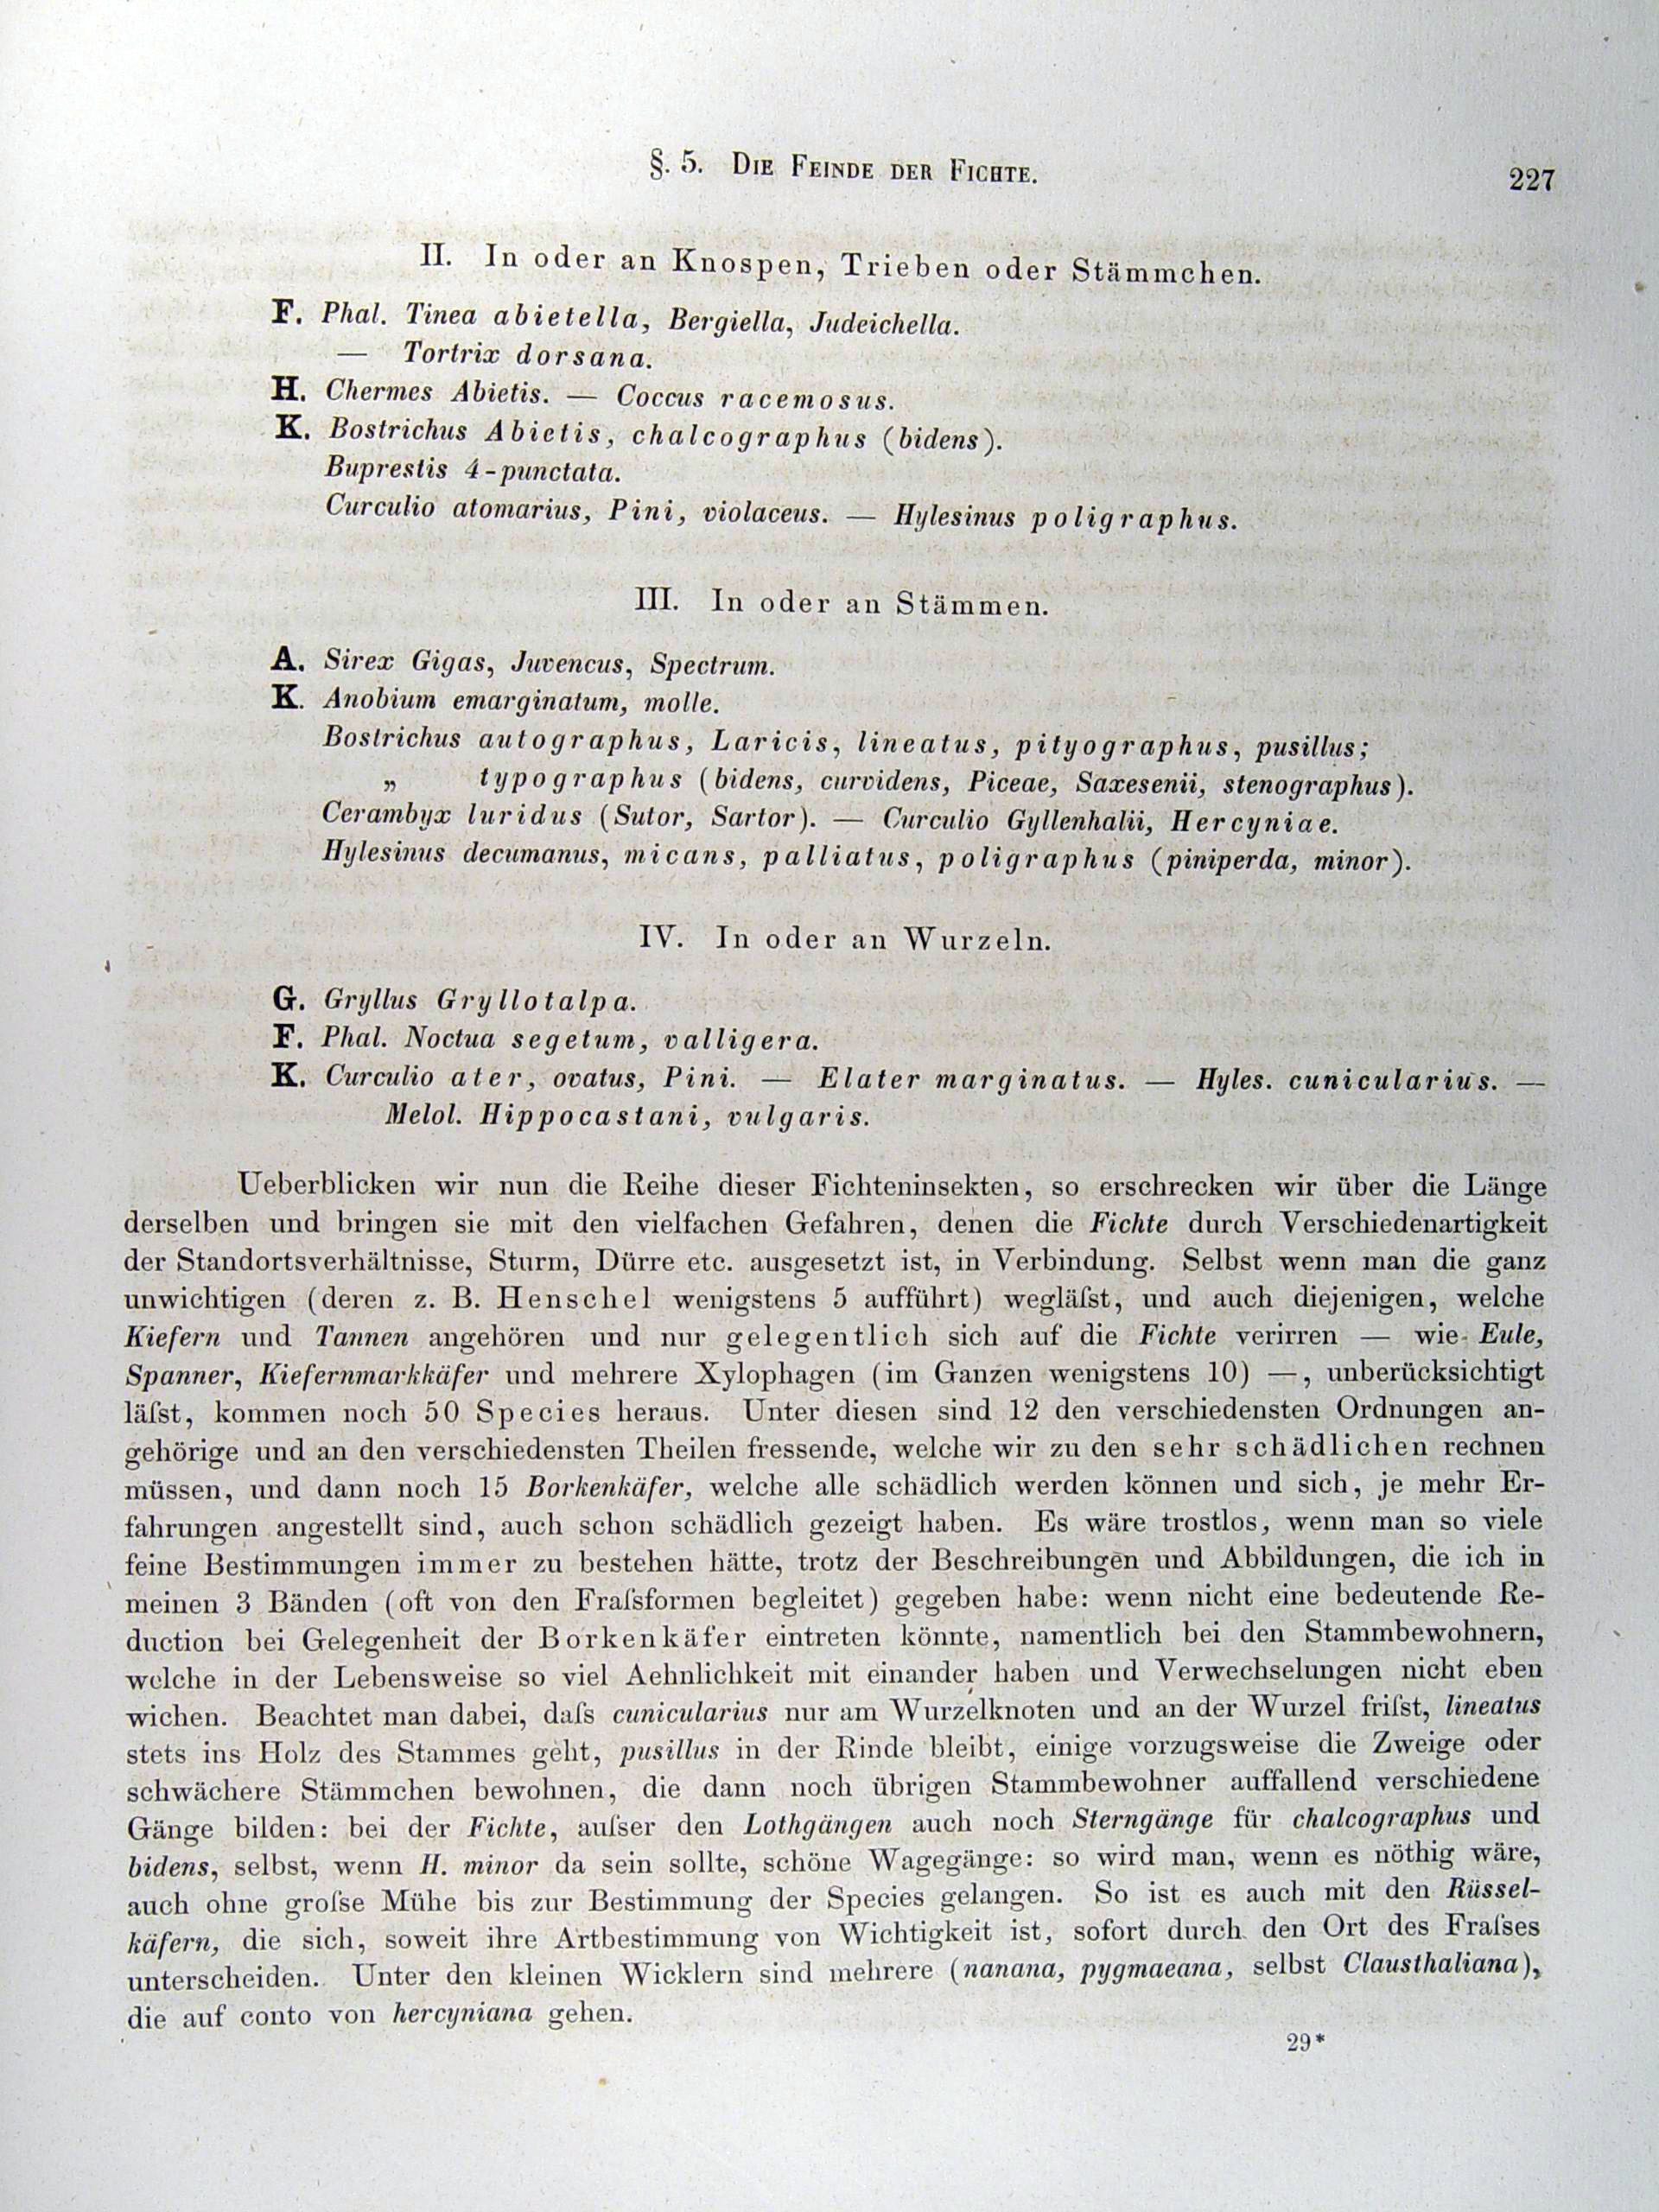 §. 5. Die Feinde der Fichte.
227
II. In oder an Knospen, Trieben oder Stämmchen.
F. Phal. Tinea abietella, Bergiella, Judeichella.
— Tortrix dorsana.
H. Chermes Abietis. — Coccus racemosus.
K. Bostrichus Abietis, chalcographus (bidens).
Buprestis 4-punctata.
Curculio atomarius, Pini, violaceus. — Hylesinus poligraphus.
III. In oder an Stämmen.
A. Sirex Gigas, Juvencus, Spectrum.
K. Anobium emarginatum, molle.
Bostrichus autographus, Laricis, lineatus, pityographus, pusillus;
„ typographus (bidens, curvidens, Piceae, Saxesenii, stenographus).
Cerambyx luridus (Sutor, Sartor). — Curculio Gyllenhalii, Hercyniae.
Hylesinus decumanus, micans, palliatus, poligraphus (piniperda, minor).
IV. In oder an Wurzeln.
G. Gryllus Gryllotalpa.
F. Phal. Noctua segetum, valligera.
K. Curculio ater, ovatus, Pini. — Elater marginatus. — Hyles. cunicularius. —
Melol. Hippocastani, vulgaris.
Ueberblicken wir nun die Reihe dieser Fichteninsekten, so erschrecken wir über die Länge
derselben und bringen sie mit den vielfachen Gefahren, denen die Fichte durch Verschiedenartigkeit
der Standortsverhältnisse, Sturm, Dürre etc. ausgesetzt ist, in Verbindung. Selbst wenn man die ganz
unwichtigen (deren z. B. Henschel wenigstens 5 aufführt) wegläſst, und auch diejenigen, welche
Kiefern und Tannen angehören und nur gelegentlich sich auf die Fichte verirren — wie Eule,
Spanner, Kiefernmarkkäfer und mehrere Xylophagen (im Ganzen wenigstens 10) —, unberücksichtigt
läſst, kommen noch 50 Species heraus. Unter diesen sind 12 den verschiedensten Ordnungen an-
gehörige und an den verschiedensten Theilen fressende, welche wir zu den sehr schädlichen rechnen
müssen, und dann noch 15 Borkenkäfer, welche alle schädlich werden können und sich, je mehr Er-
fahrungen angestellt sind, auch schon schädlich gezeigt haben. Es wäre trostlos, wenn man so viele
feine Bestimmungen immer zu bestehen hätte, trotz der Beschreibungen und Abbildungen, die ich in
meinen 3 Bänden (oft von den Fraſsformen begleitet) gegeben habe: wenn nicht eine bedeutende Re-
duction bei Gelegenheit der Borkenkäfer eintreten könnte, namentlich bei den Stammbewohnern,
welche in der Lebensweise so viel Aehnlichkeit mit einander haben und Verwechselungen nicht eben
wichen. Beachtet man dabei, daſs cunicularius nur am Wurzelknoten und an der Wurzel friſst, lineatus
stets ins Holz des Stammes geht, pusillus in der Rinde bleibt, einige vorzugsweise die Zweige oder
schwächere Stämmchen bewohnen, die dann noch übrigen Stammbewohner auffallend verschiedene
Gänge bilden: bei der Fichte, auſser den Lothgängen auch noch Sterngänge für chalcographus und
bidens, selbst, wenn H. minor da sein sollte, schöne Wagegänge: so wird man, wenn es nöthig wäre,
auch ohne groſse Mühe bis zur Bestimmung der Species gelangen. So ist es auch mit den Rüssel-
käfern, die sich, soweit ihre Artbestimmung von Wichtigkeit ist, sofort durch den Ort des Fraſses
unterscheiden. Unter den kleinen Wicklern sind mehrere (nanana, pygmaeana, selbst Clausthaliana),
die auf conto von hercyniana gehen.
29*